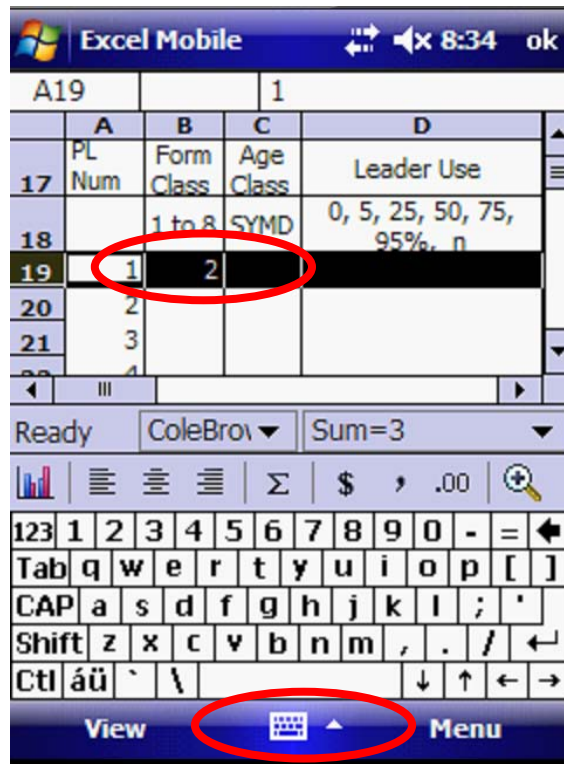 Excel Mobile 8:34 ok
A19 1
A B C D
17 PL Num Form Class Age Class Leader Use
18 1 to 8 SYMD 0, 5, 25, 50, 75, 95%, n
19 1 2
20 2
21 3
Ready ColeBrov Sum=3
Σ $ , .00
123 1 2 3 4 5 6 7 8 9 0 - =
Tab q w e r t y u i o p [ ]
CAP a s d f g h j k l ; '
Shift z x c v b n m , . /
Ctl áü ` \ ↓ ↑ ← →
View Menu